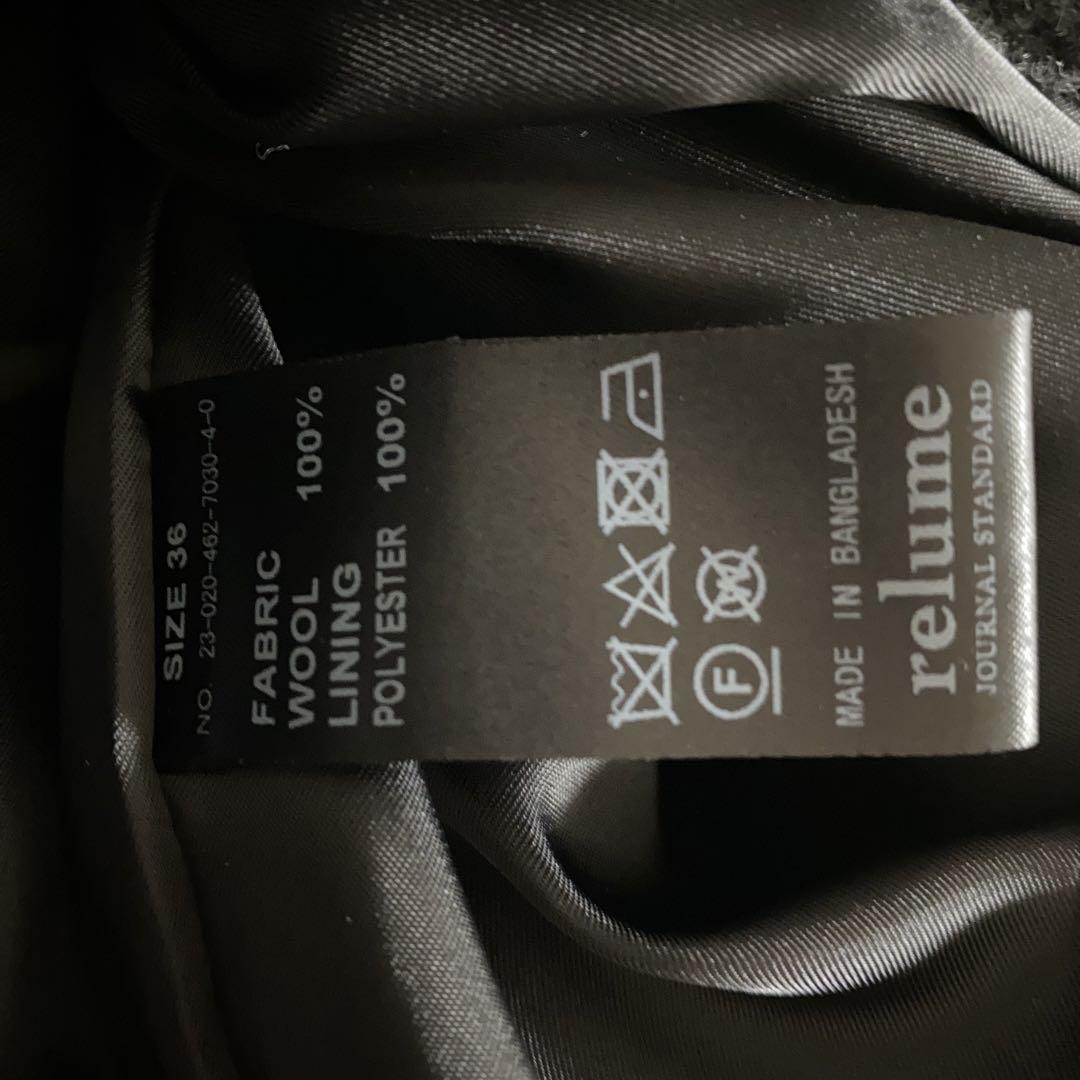 SIZE 36
NO. 23-020-462-7030-4-0
FABRIC
WOOL 100%
LINING
POLYESTER 100%
F W
MADE IN BANGLADESH
relume
JOURNAL STANDARD